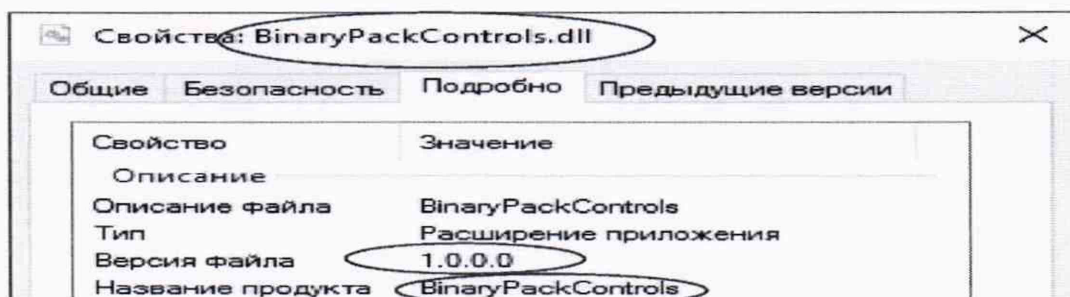 Свойства: BinaryPackControls.dll
Общие Безопасность Подробно Предыдущие версии
Свойство Значение
Описание
Описание файла BinaryPackControls
Тип Расширение приложения
Версия файла 1.0.0.0
Название продукта BinaryPackControls